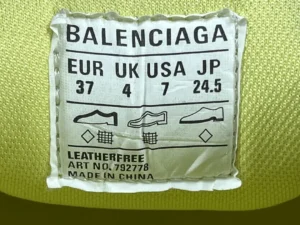 BALENCIAGA
EUR UK USA JP
37 4 7 24.5
LEATHERFREE
ART NO. 792778
MADE IN CHINA